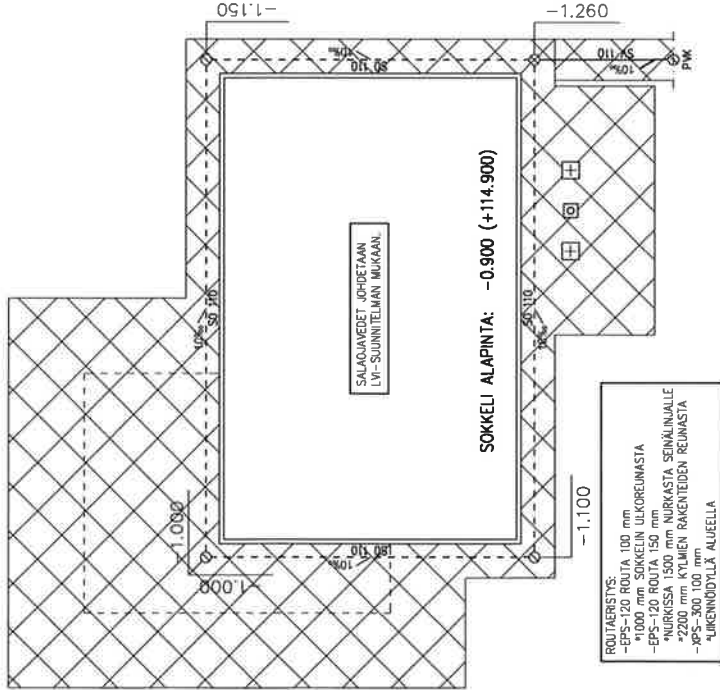 -1.150
-1.260
10‰
SO 110
SV 110
10‰
PVK
SALAOJAVEDET JOHDETAAN
LVI-SUUNNITELMAN MUKAAN.
10‰
SO 110
SO 110
10‰
SOKKELI ALAPINTA: -0.900 (+114.900)
-1.000
-1.000
SO 110
10‰
-1.100
ROUTAERISTYS:
-EPS-120 ROUTA 100 mm
*1000 mm SOKKELIN ULKOREUNASTA
-EPS-120 ROUTA 150 mm
*NURKISSA 1500 mm NURKASTA SEINÄLINJALLE
*2200 mm KYLMIEN RAKENTEIDEN REUNASTA
-XPS-300 100 mm
*LIIKENNÖIDYLLÄ ALUEELLA